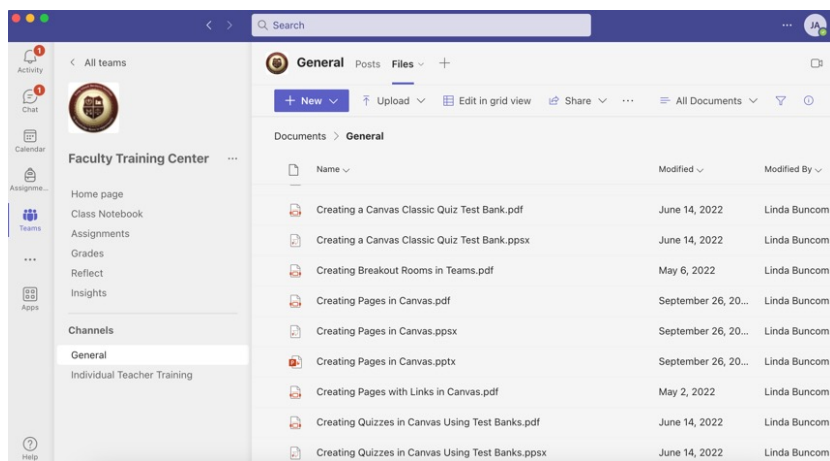 Search
JA
1
Activity
1
Chat
Calendar
Assignme...
Teams
Apps
Help
All teams
Faculty Training Center
Home page
Class Notebook
Assignments
Grades
Reflect
Insights
Channels
General
Individual Teacher Training
General Posts Files
New Upload Edit in grid view Share All Documents
Documents > General
Name Modified Modified By
Creating a Canvas Classic Quiz Test Bank.pdf June 14, 2022 Linda Buncom
Creating a Canvas Classic Quiz Test Bank.ppsx June 14, 2022 Linda Buncom
Creating Breakout Rooms in Teams.pdf May 6, 2022 Linda Buncom
Creating Pages in Canvas.pdf September 26, 20... Linda Buncom
Creating Pages in Canvas.ppsx September 26, 20... Linda Buncom
Creating Pages in Canvas.pptx September 26, 20... Linda Buncom
Creating Pages with Links in Canvas.pdf May 2, 2022 Linda Buncom
Creating Quizzes in Canvas Using Test Banks.pdf June 14, 2022 Linda Buncom
Creating Quizzes in Canvas Using Test Banks.ppsx June 14, 2022 Linda Buncom